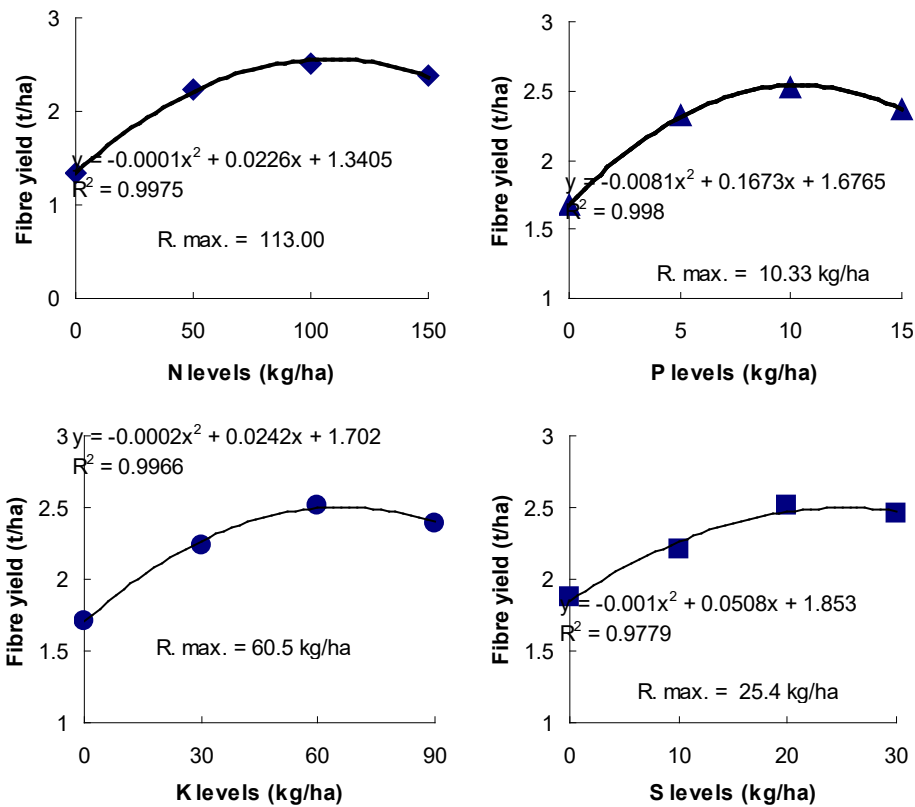 3
2
1
0
Fibre yield (t/ha)
y = -0.0001x² + 0.0226x + 1.3405
R² = 0.9975
R. max. = 113.00
0 50 100 150
N levels (kg/ha)
3
2.5
2
1.5
1
Fibre yield (t/ha)
y = -0.0081x² + 0.1673x + 1.6765
R² = 0.998
R. max. = 10.33 kg/ha
0 5 10 15
P levels (kg/ha)
3
2.5
2
1.5
1
Fibre yield (t/ha)
y = -0.0002x² + 0.0242x + 1.702
R² = 0.9966
R. max. = 60.5 kg/ha
0 30 60 90
K levels (kg/ha)
3
2.5
2
1.5
1
Fibre yield (t/ha)
y = -0.001x² + 0.0508x + 1.853
R² = 0.9779
R. max. = 25.4 kg/ha
0 10 20 30
S levels (kg/ha)